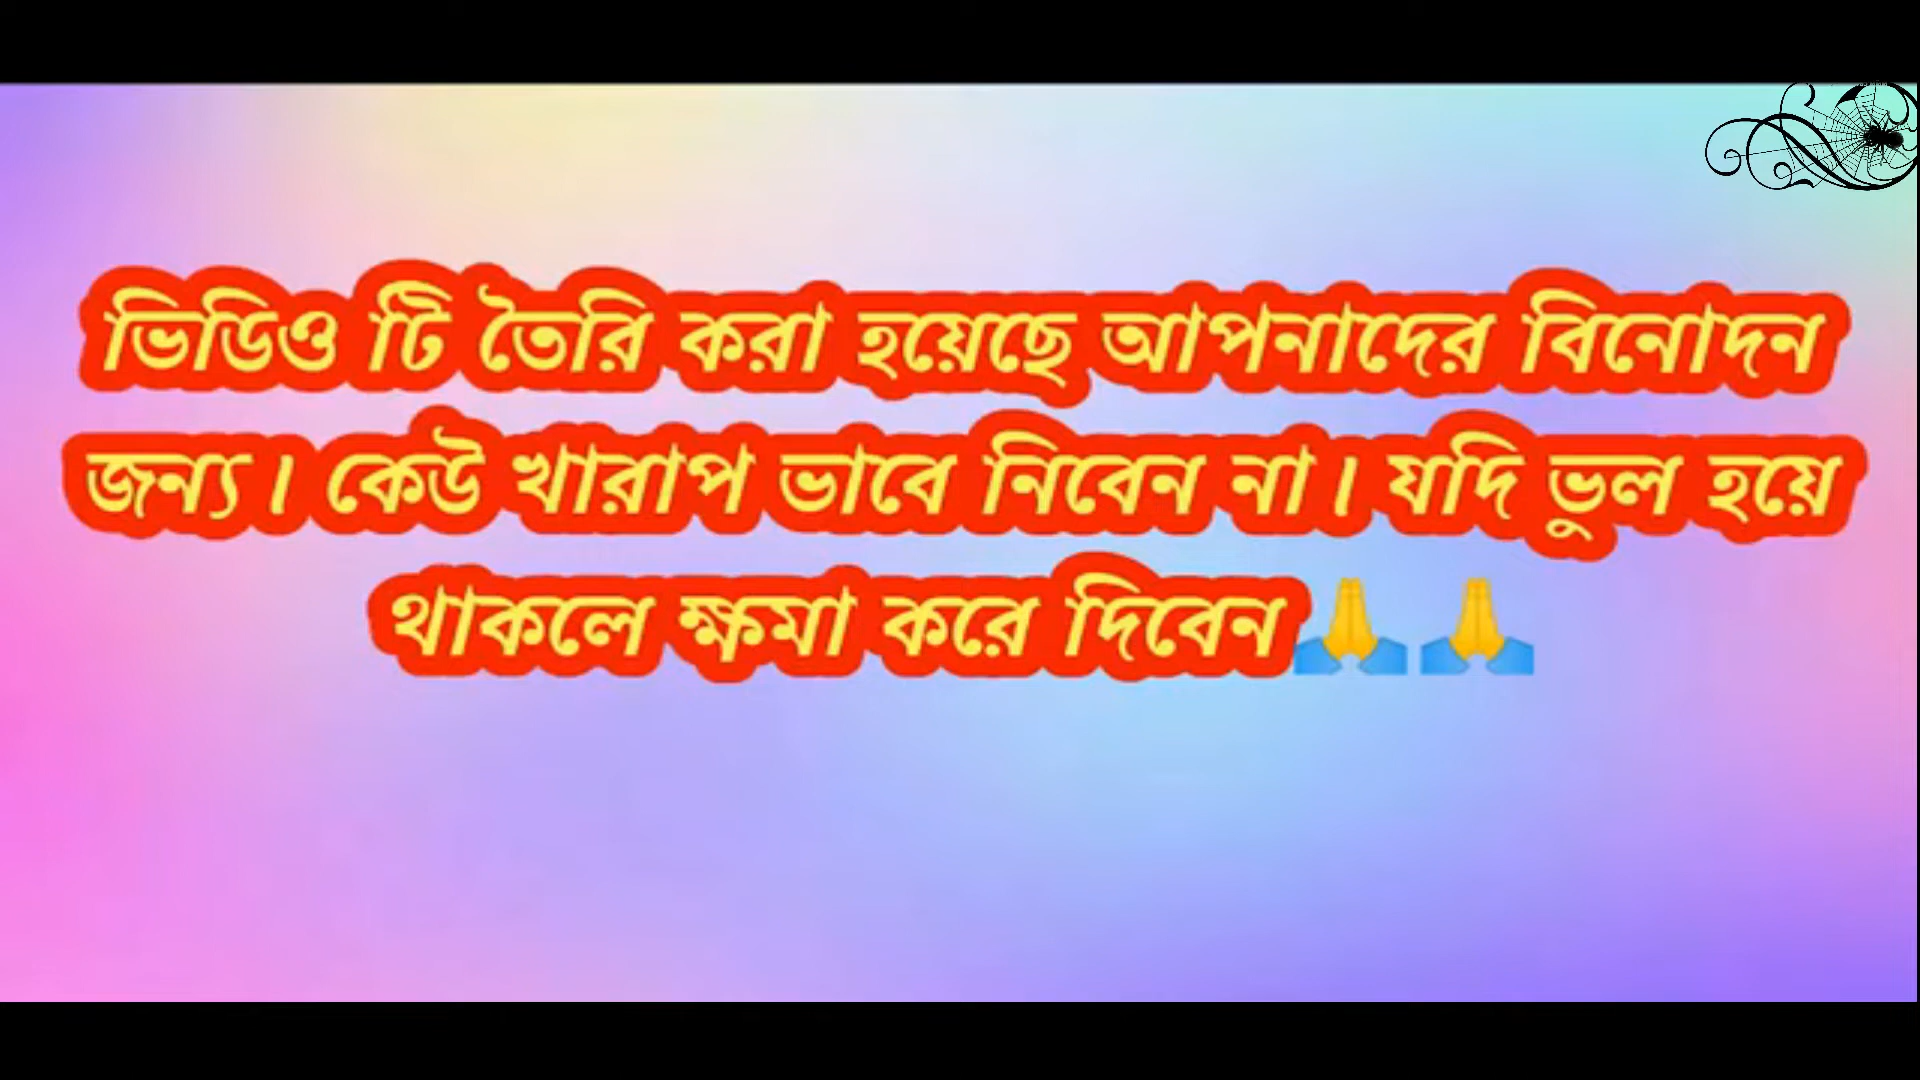 ভিডিও টি তৈরি করা হয়েছে আপনাদের বিনোদন
জন্য। কেউ খারাপ ভাবে নিবেন না। যদি ভুল হয়ে
থাকলে ক্ষমা করে দিবেন🙏🙏